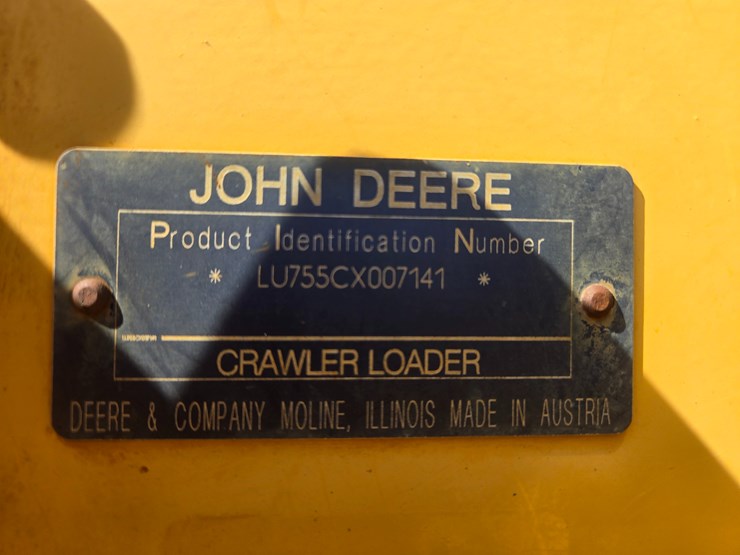 JOHN DEERE
Product Identification Number
* LU755CX007141 *
CRAWLER LOADER
DEERE & COMPANY MOLINE, ILLINOIS MADE IN AUSTRIA